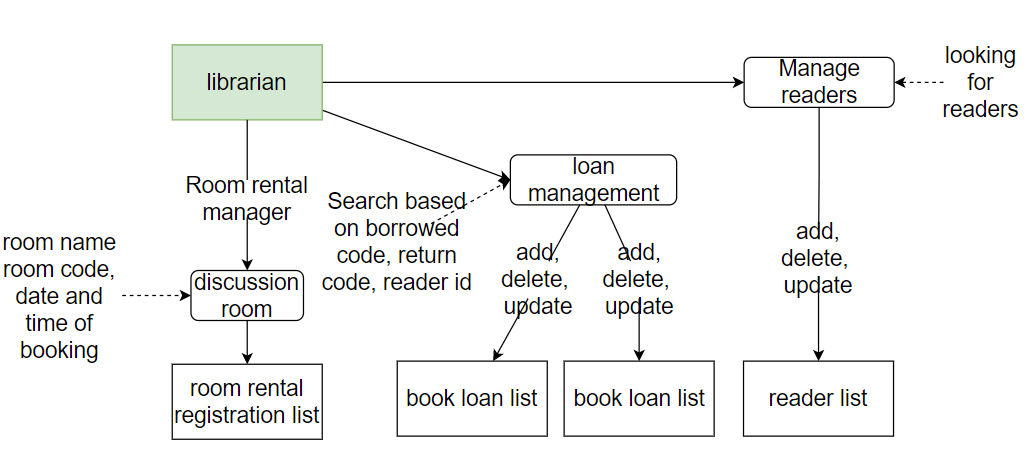 librarian
Manage
readers
looking
for
readers
loan
management
Room rental
manager
Search based
on borrowed
code, return
code, reader id
room name
room code,
date and
time of
booking
discussion
room
add,
delete,
update
add,
delete,
update
add,
delete,
update
room rental
registration list
book loan list
book loan list
reader list